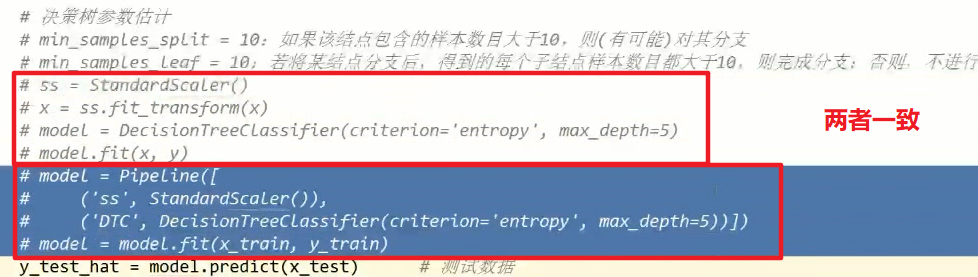 # 决策树参数估计
# min_samples_split = 10：如果该结点包含的样本数目大于10，则(有可能)对其分支
# min_samples_leaf = 10：若将某结点分支后，得到的每个子结点样本数目都大于10，则完成分支；否则，不进行
# ss = StandardScaler()
# x = ss.fit_transform(x)
# model = DecisionTreeClassifier(criterion='entropy', max_depth=5)
# model.fit(x, y)
两者一致
# model = Pipeline([
#     ('ss', StandardScaler()),
#     ('DTC', DecisionTreeClassifier(criterion='entropy', max_depth=5))])
# model = model.fit(x_train, y_train)
y_test_hat = model.predict(x_test)      # 测试数据